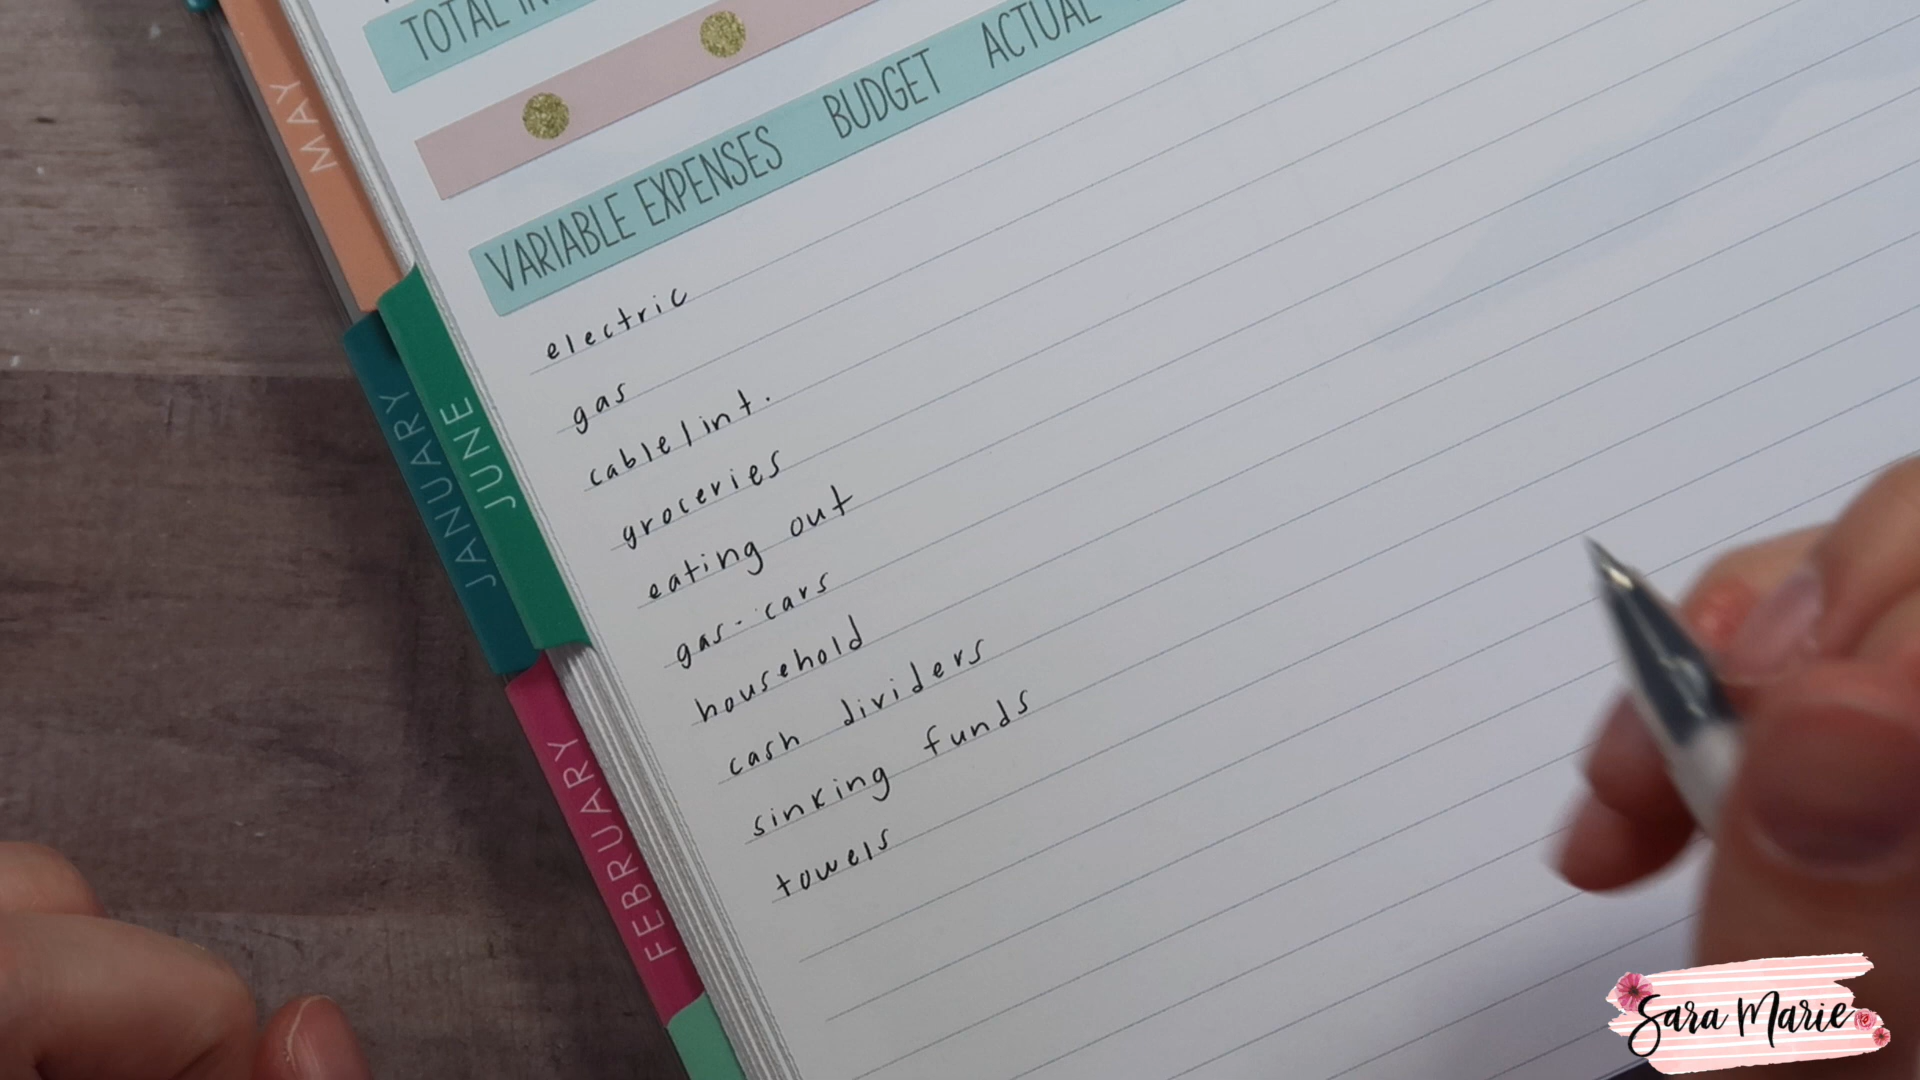 TOTAL
VARIABLE EXPENSES BUDGET ACTUAL
electric
gas
cable/int.
groceries
eating out
gas-cars
household
cash dividers
sinking funds
towels
MAY
JUNE
JANUARY
FEBRUARY
Sara Marie